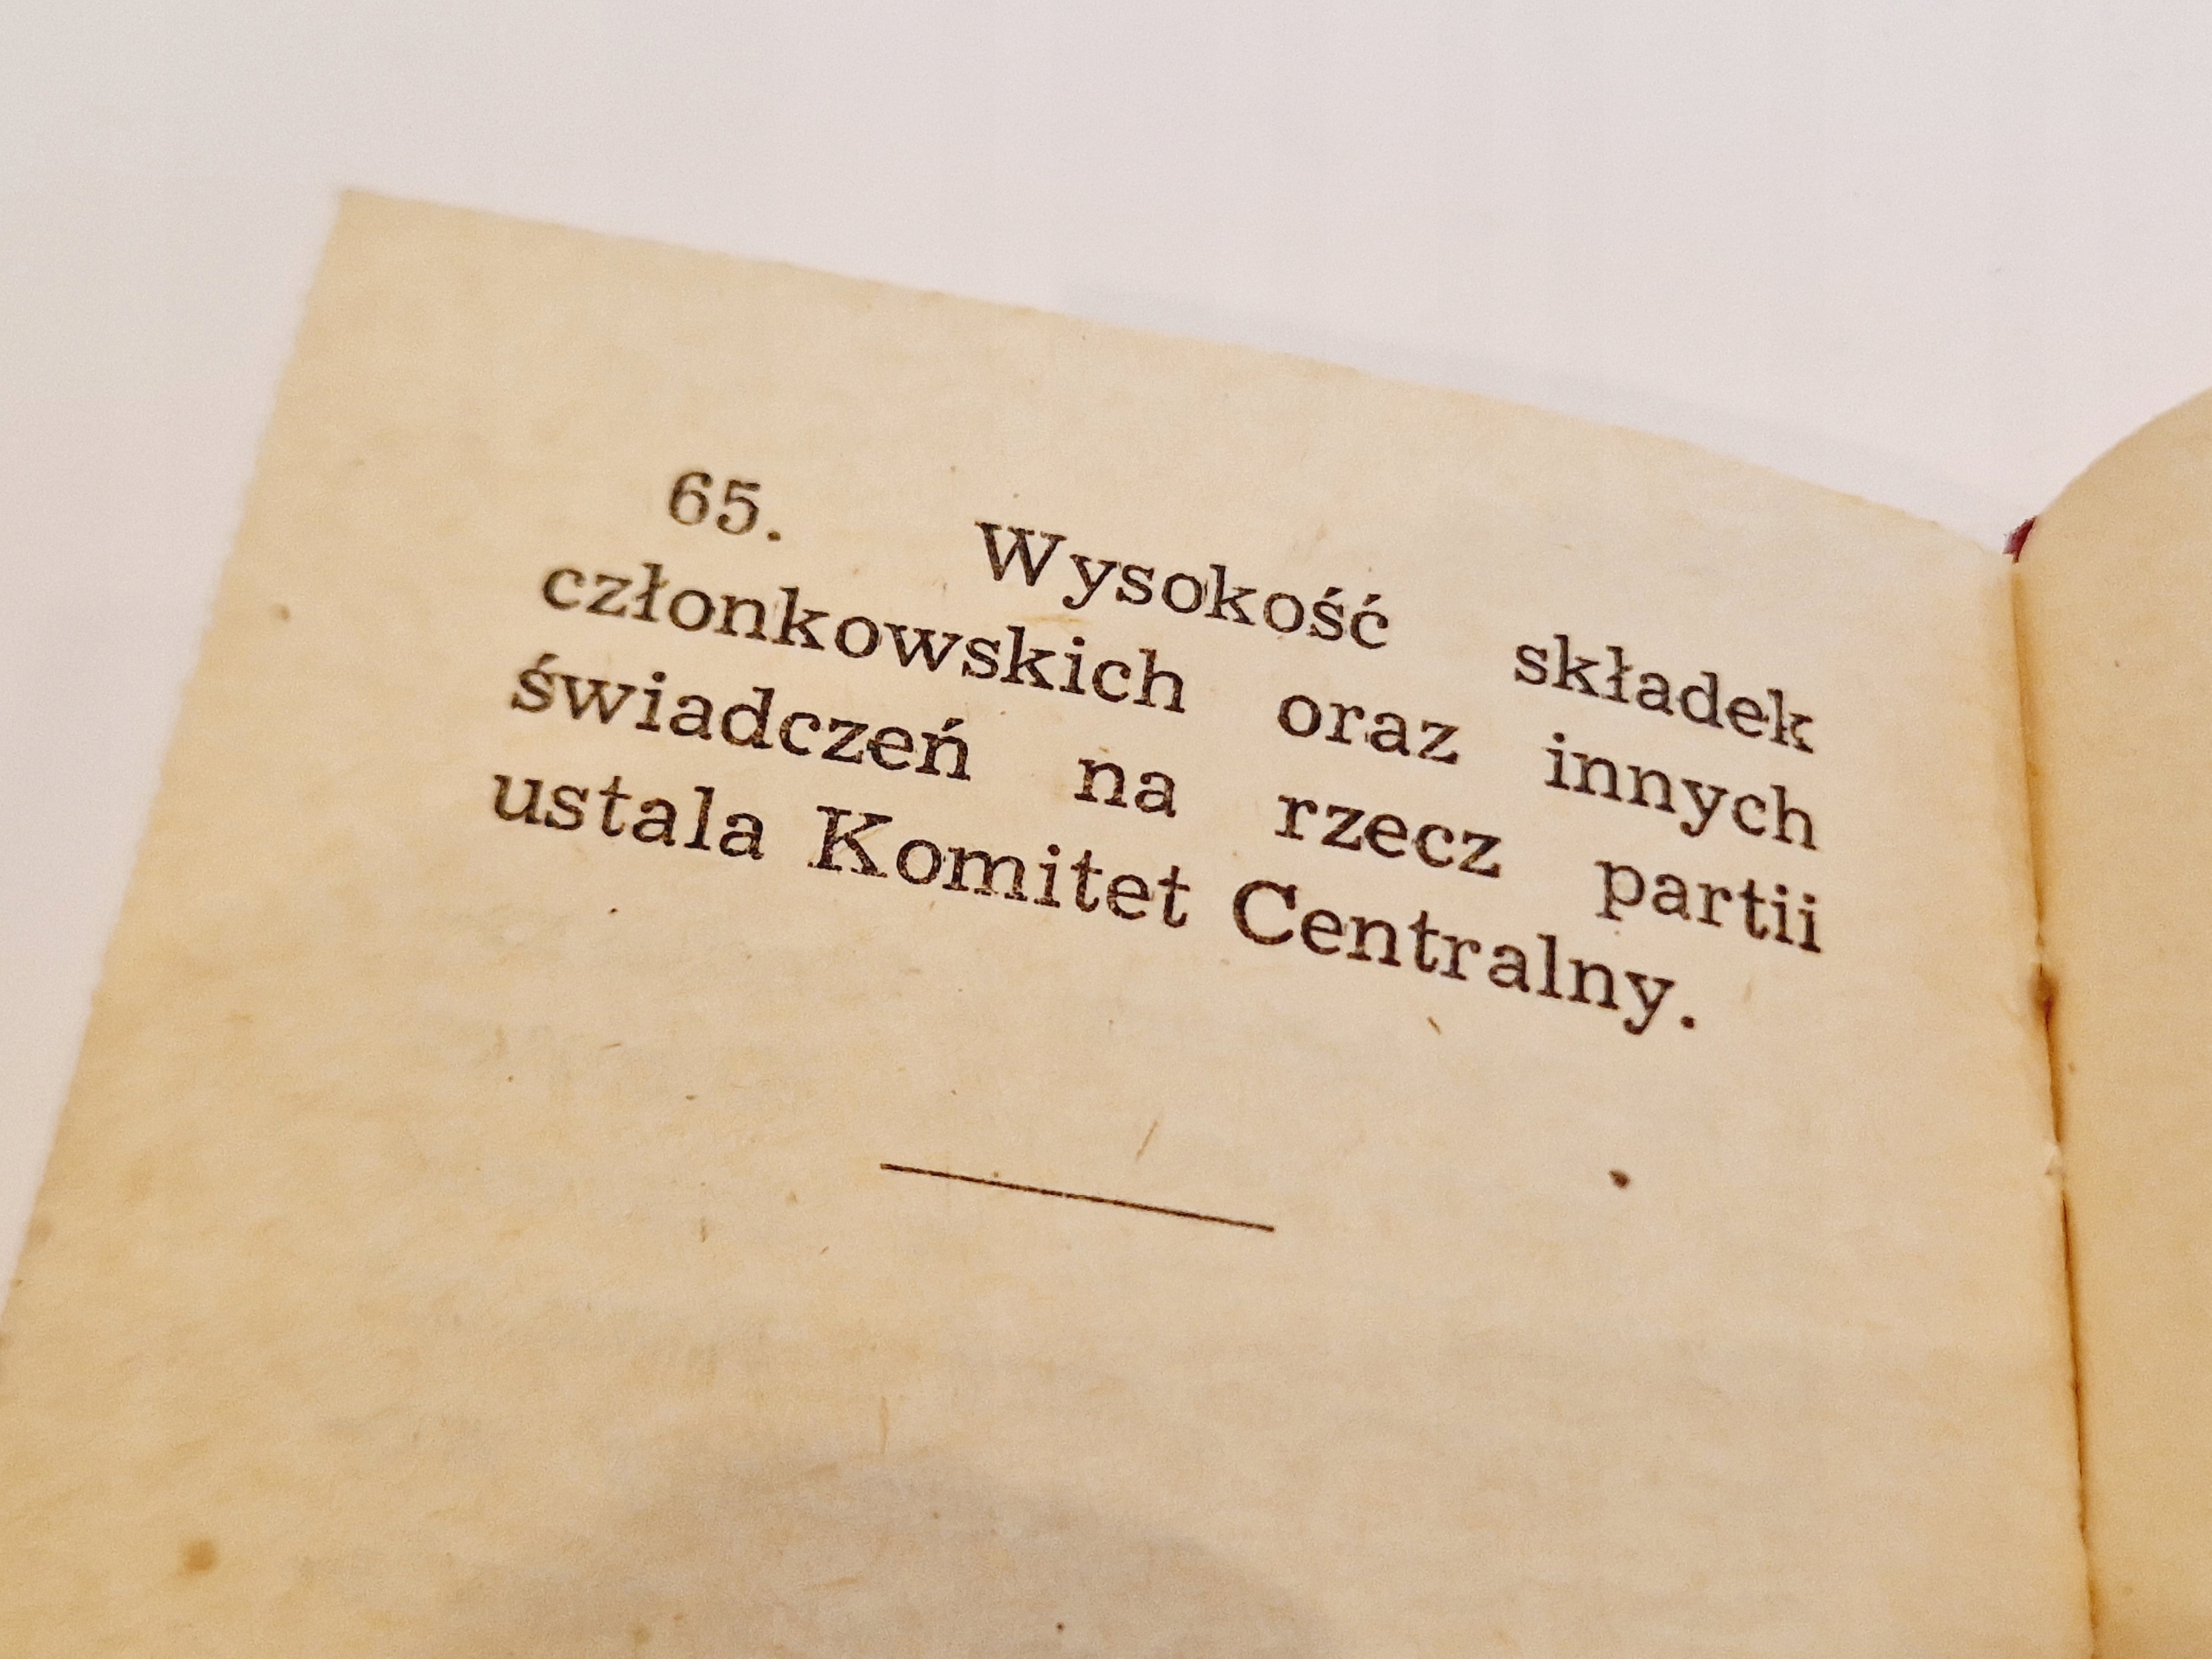 65. Wysokość składek
członkowskich oraz innych
świadczeń na rzecz partii
ustala Komitet Centralny.